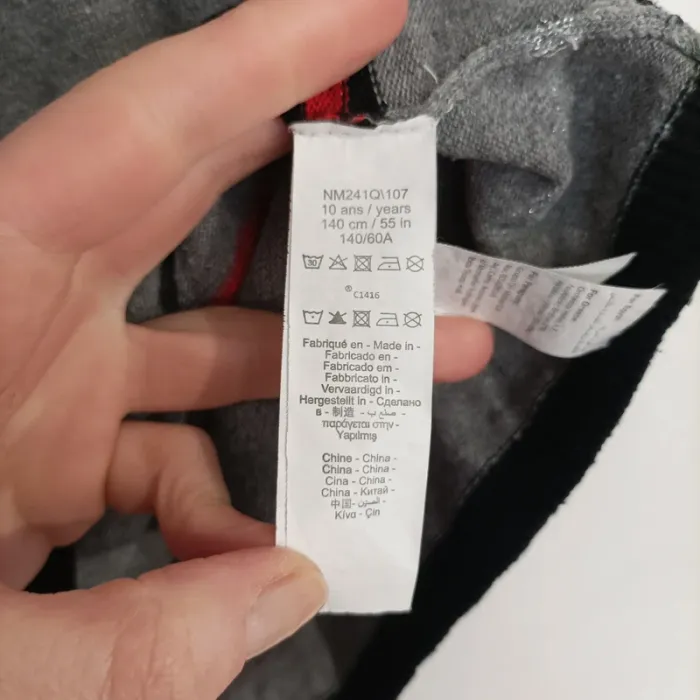 NM241Q\107
10 ans / years
140 cm / 55 in
140/60A
30
® C1416
Fabriqué en - Made in -
Fabricado en -
Fabricado em -
Fabbricato in -
Vervaardigd in -
Hergestellt in - Сделано
в - 制造 - صنع ب -
παράγεται στην -
Yapılmış
Chine - China -
China - China -
Cina - China -
China - Китай -
中国 - الصين -
Κίνα - Çin